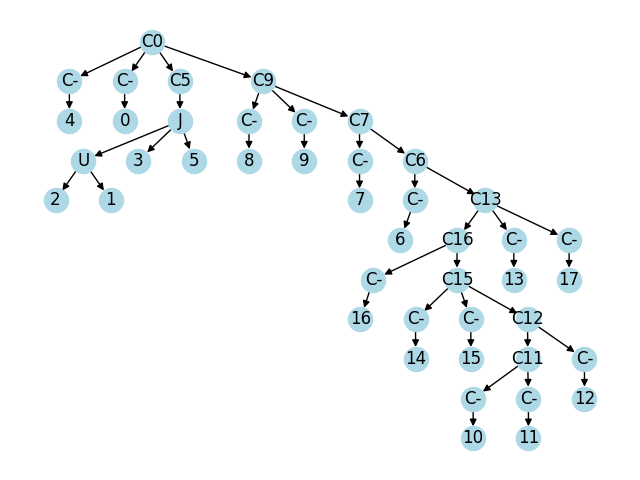 C0
C- C- C5 C9
4 0 J C- C- C7
U 3 5 8 9 C- C6
2 1 7 C- C13
6 C16 C- C-
C- C15 13 17
16 C- C- C12
14 15 C11 C-
C- C- 12
10 11